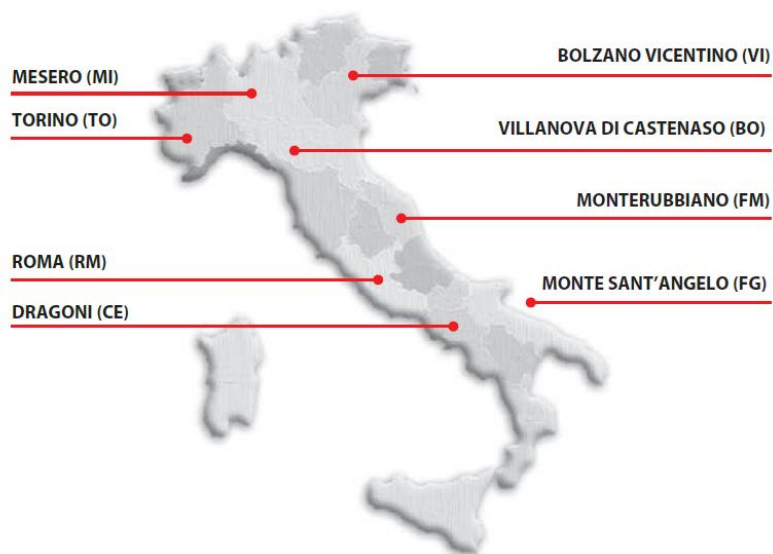 MESERO (MI)
TORINO (TO)
ROMA (RM)
DRAGONI (CE)
BOLZANO VICENTINO (VI)
VILLANOVA DI CASTENASO (BO)
MONTERUBBIANO (FM)
MONTE SANT’ANGELO (FG)